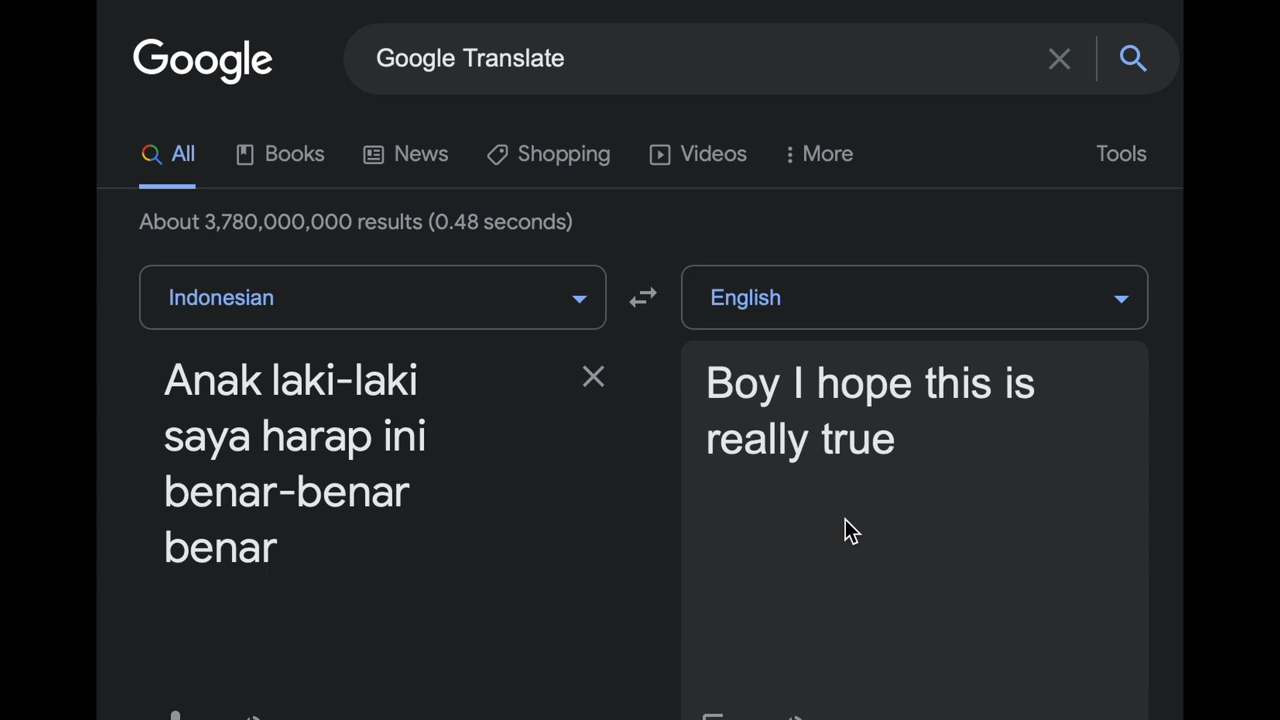 Google
Google Translate
All Books News Shopping Videos More Tools
About 3,780,000,000 results (0.48 seconds)
Indonesian
English
Anak laki-laki
saya harap ini
benar-benar
benar
Boy I hope this is
really true